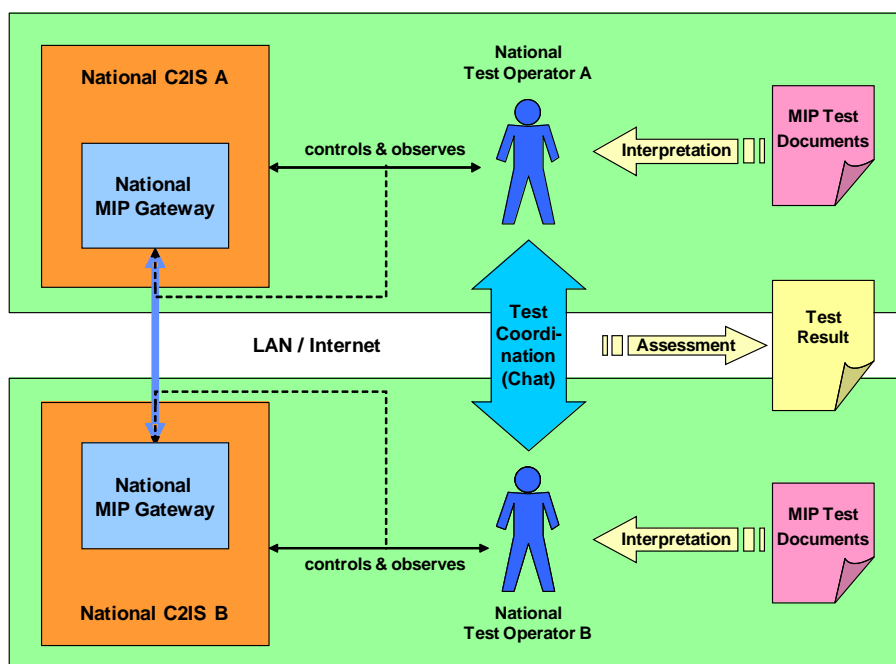 National C2IS A
National
MIP Gateway
controls & observes
National
Test Operator A
Interpretation
MIP Test
Documents
LAN / Internet
Test
Coordi-
nation
(Chat)
Assessment
Test
Result
National
MIP Gateway
National C2IS B
controls & observes
National
Test Operator B
Interpretation
MIP Test
Documents